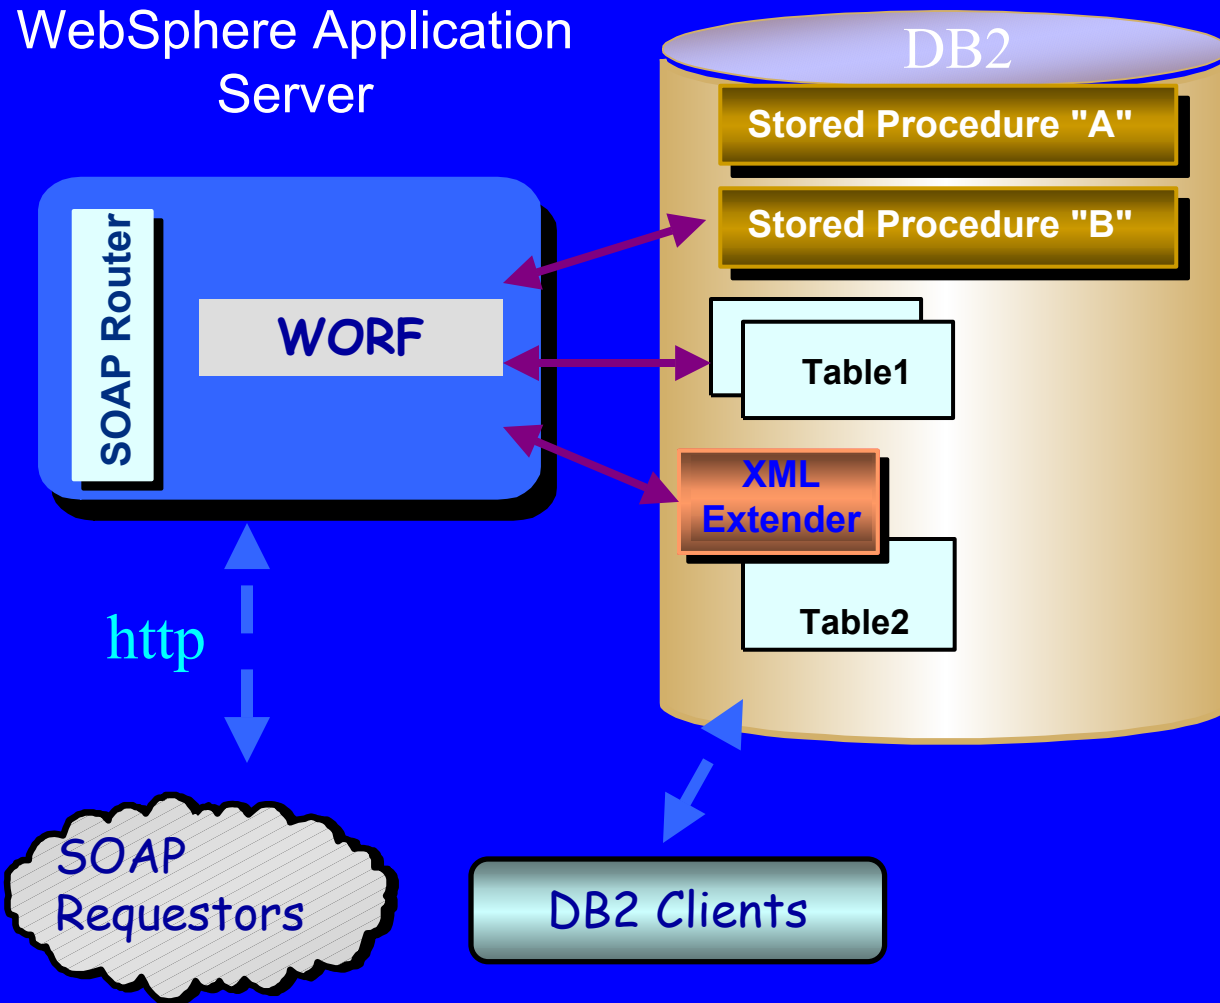 WebSphere Application
Server
DB2
Stored Procedure "A"
Stored Procedure "B"
SOAP Router
WORF
Table1
XML
Extender
Table2
http
SOAP
Requestors
DB2 Clients